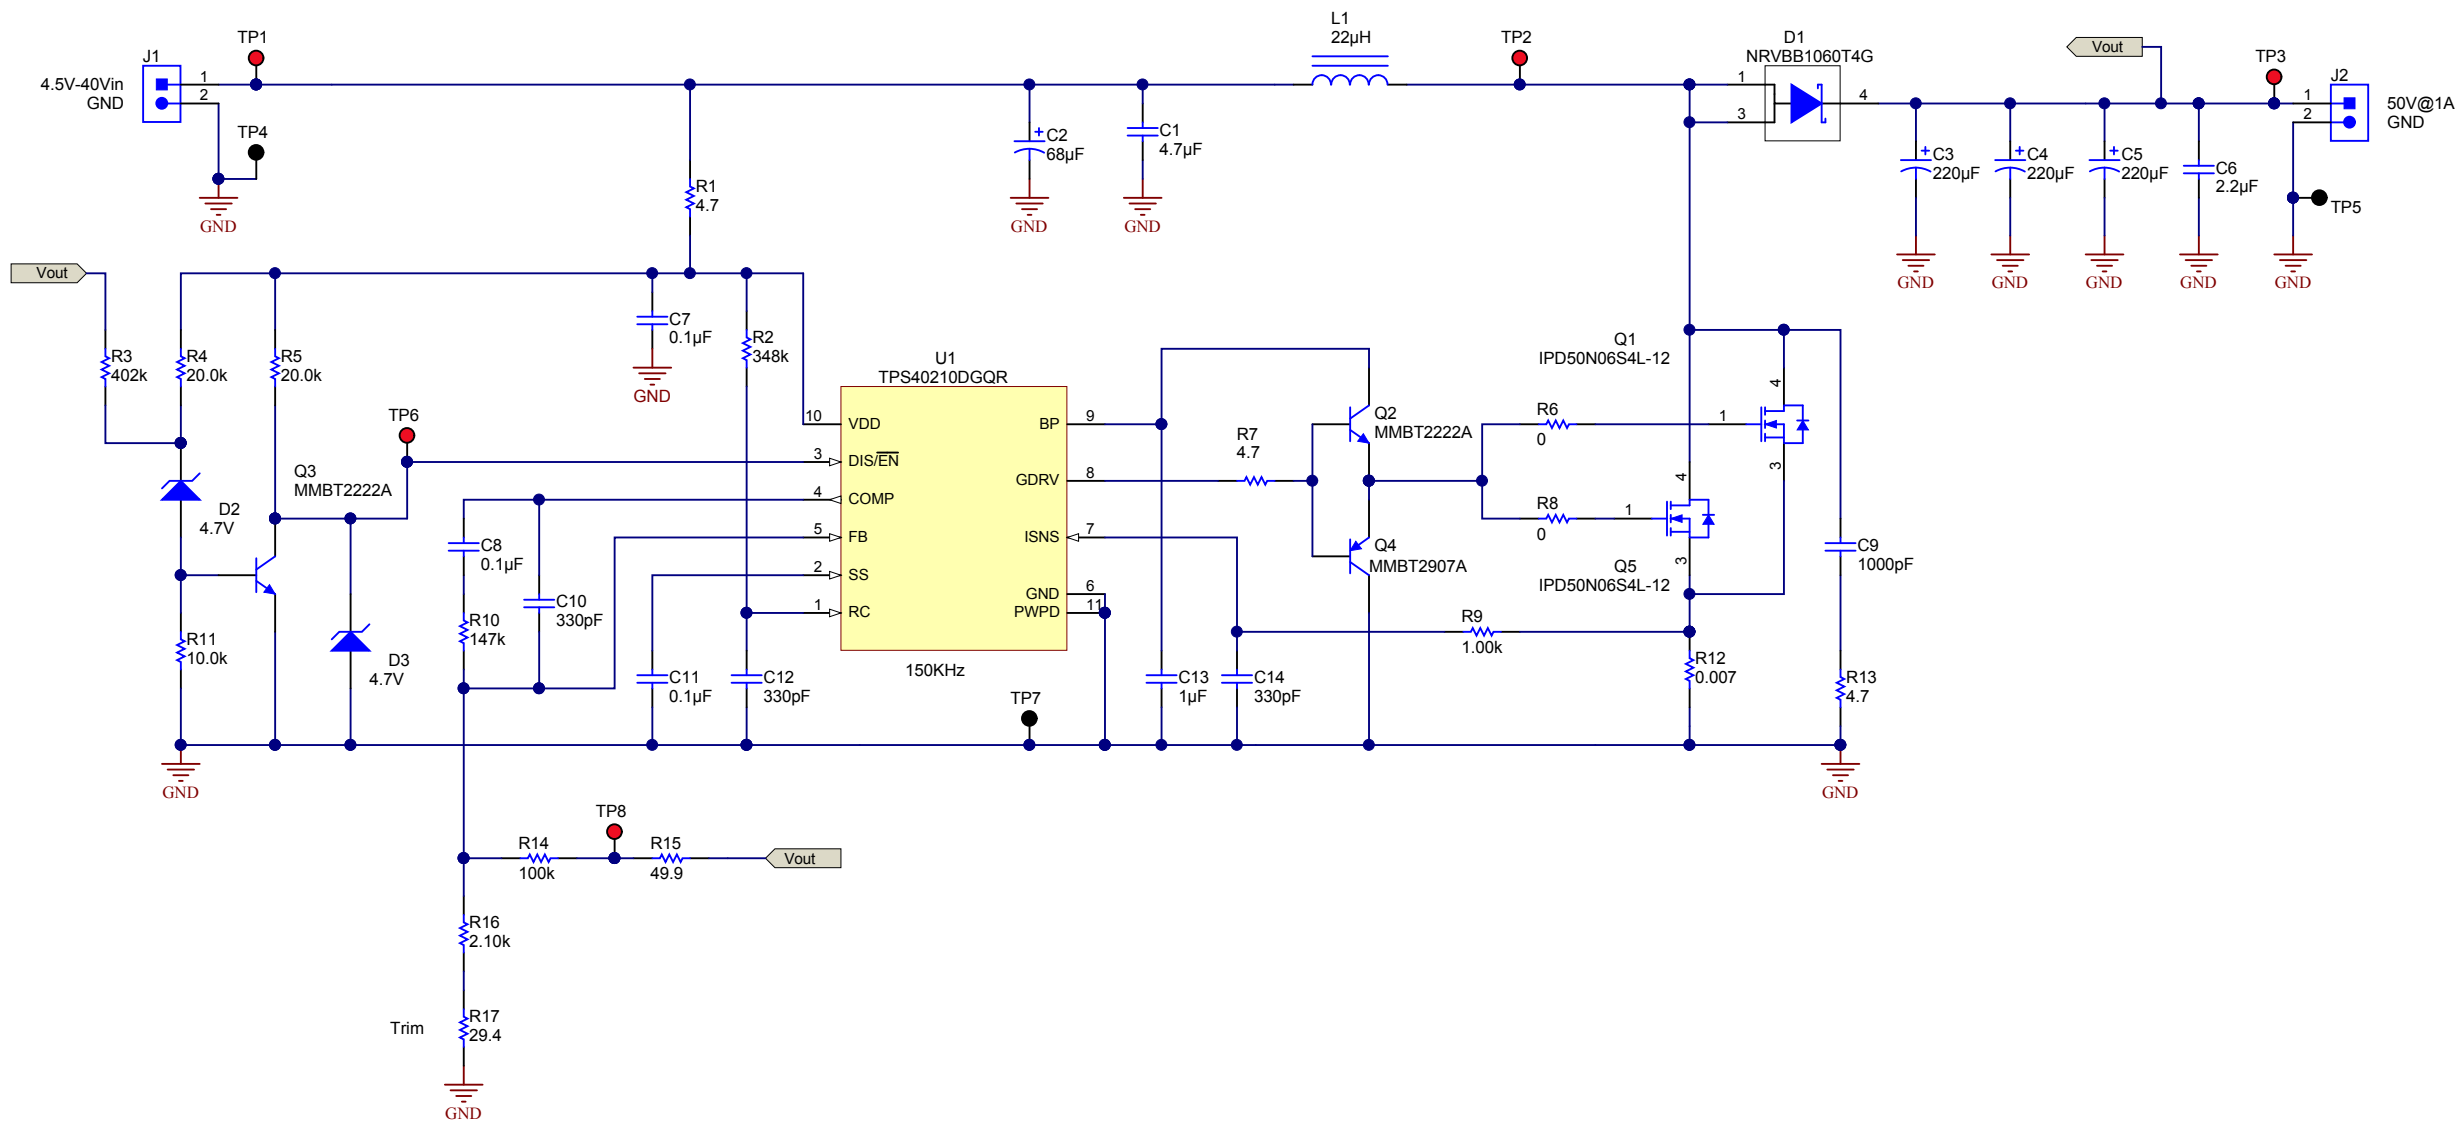 L1
22µH
TP1
TP2
D1
NRVBB1060T4G
Vout
TP3
J1
J2
4.5V-40Vin
GND
1
2
1
3
4
1
2
50V@1A
GND
TP4
C2
68µF
C1
4.7µF
C3
220µF
C4
220µF
C5
220µF
C6
2.2µF
R1
4.7
TP5
GND
GND
GND
GND
GND
GND
GND
GND
Vout
C7
0.1µF
R2
348k
R3
402k
R4
20.0k
R5
20.0k
GND
U1
TPS40210DGQR
Q1
IPD50N06S4L-12
4
TP6
10
VDD
BP
9
Q2
MMBT2222A
R6
0
1
R7
4.7
3
DIS/EN
GDRV
8
3
Q3
MMBT2222A
4
COMP
4
D2
4.7V
R8
0
1
5
FB
ISNS
7
Q4
MMBT2907A
Q5
IPD50N06S4L-12
3
C9
1000pF
C8
0.1µF
2
SS
GND
6
C10
330pF
1
RC
PWPD
11
R10
147k
R9
1.00k
R11
10.0k
D3
4.7V
150KHz
C11
0.1µF
C12
330pF
C13
1µF
C14
330pF
R12
0.007
R13
4.7
TP7
GND
GND
TP8
R14
100k
R15
49.9
Vout
R16
2.10k
Trim
R17
29.4
GND